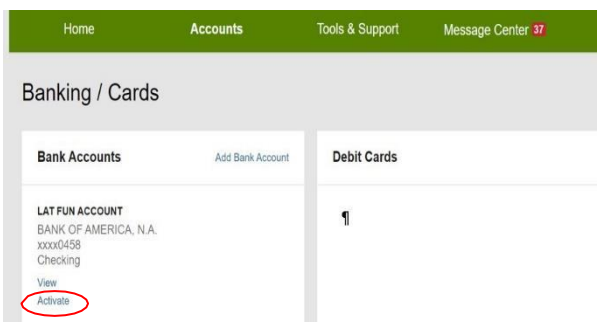 Home Accounts Tools & Support Message Center 37
Banking / Cards
Bank Accounts Add Bank Account
LAT FUN ACCOUNT
BANK OF AMERICA, N.A.
xxxx0458
Checking
View
Activate
Debit Cards
¶